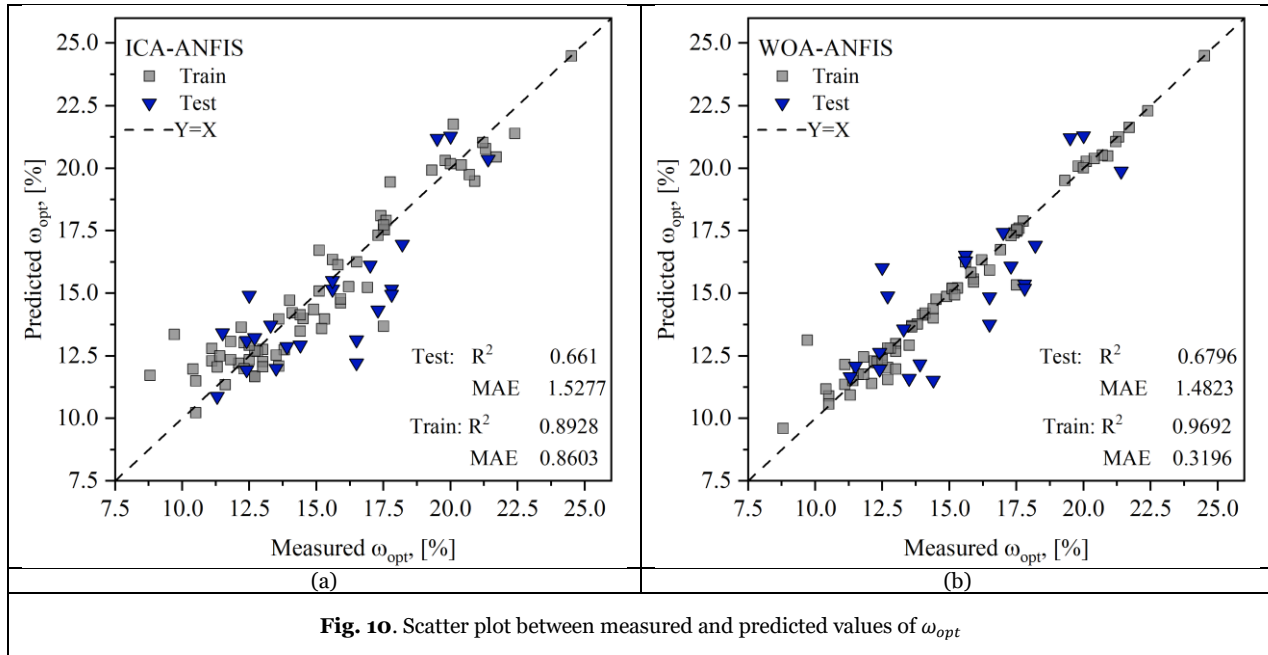 ICA-ANFIS
Train
Test
Y=X
Test: R² 0.661
MAE 1.5277
Train: R² 0.8928
MAE 0.8603
25.0
22.5
20.0
17.5
15.0
12.5
10.0
7.5
Predicted ω_opt, [%]
7.5 10.0 12.5 15.0 17.5 20.0 22.5 25.0
Measured ω_opt, [%]
(a)
WOA-ANFIS
Train
Test
Y=X
Test: R² 0.6796
MAE 1.4823
Train: R² 0.9692
MAE 0.3196
25.0
22.5
20.0
17.5
15.0
12.5
10.0
7.5
Predicted ω_opt, [%]
7.5 10.0 12.5 15.0 17.5 20.0 22.5 25.0
Measured ω_opt, [%]
(b)
Fig. 10. Scatter plot between measured and predicted values of ω_opt